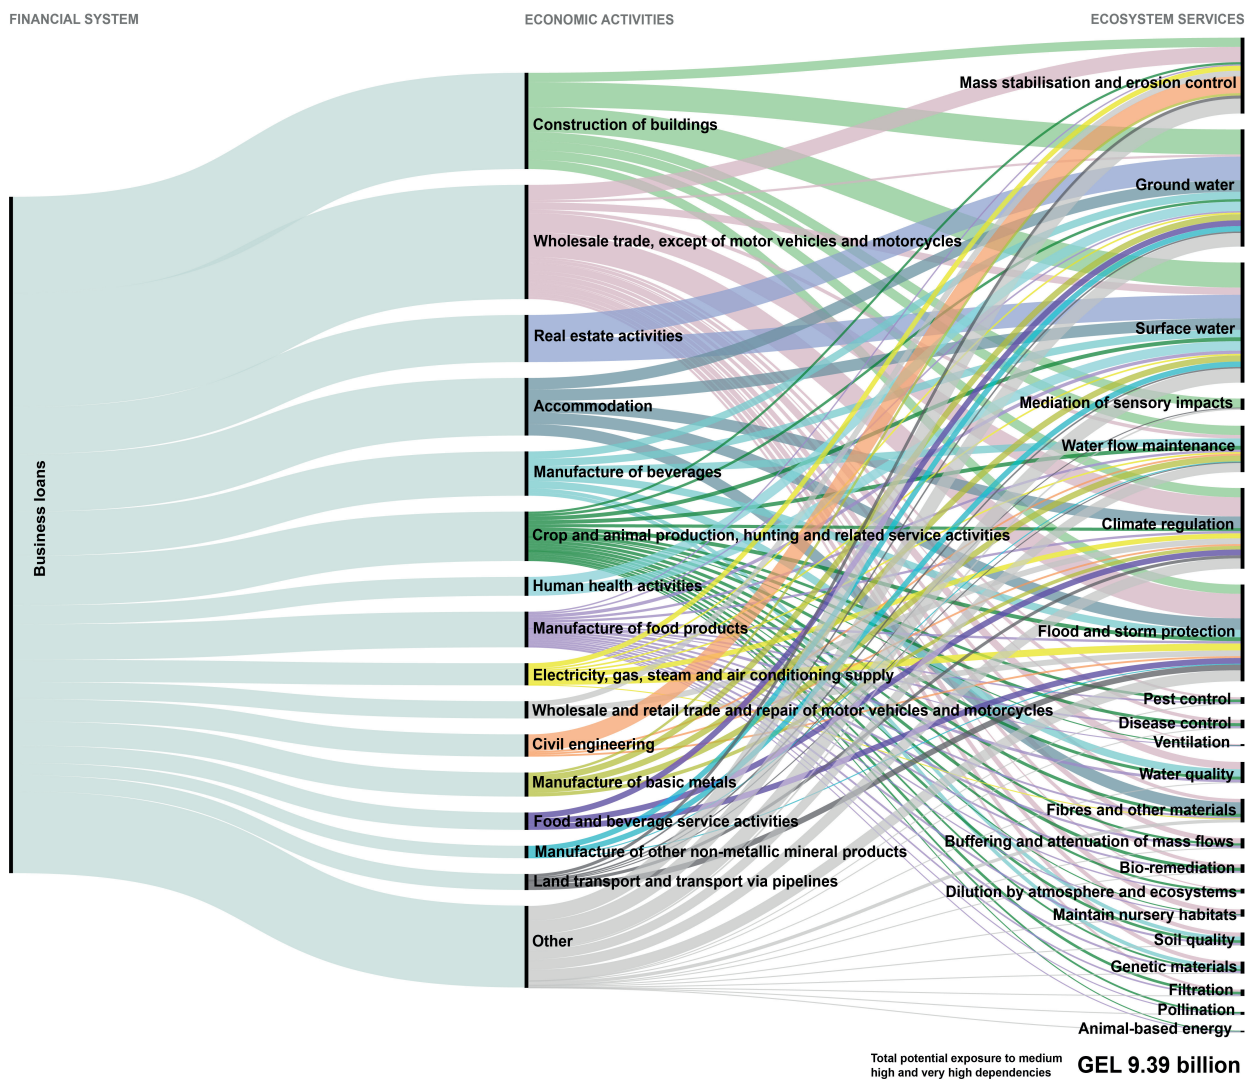 FINANCIAL SYSTEM
ECONOMIC ACTIVITIES
ECOSYSTEM SERVICES
Business loans
Construction of buildings
Wholesale trade, except of motor vehicles and motorcycles
Real estate activities
Accommodation
Manufacture of beverages
Crop and animal production, hunting and related service activities
Human health activities
Manufacture of food products
Electricity, gas, steam and air conditioning supply
Wholesale and retail trade and repair of motor vehicles and motorcycles
Civil engineering
Manufacture of basic metals
Food and beverage service activities
Manufacture of other non-metallic mineral products
Land transport and transport via pipelines
Other
Mass stabilisation and erosion control
Ground water
Surface water
Mediation of sensory impacts
Water flow maintenance
Climate regulation
Flood and storm protection
Pest control
Disease control
Ventilation
Water quality
Fibres and other materials
Buffering and attenuation of mass flows
Bio-remediation
Dilution by atmosphere and ecosystems
Maintain nursery habitats
Soil quality
Genetic materials
Filtration
Pollination
Animal-based energy
Total potential exposure to medium
high and very high dependencies
GEL 9.39 billion